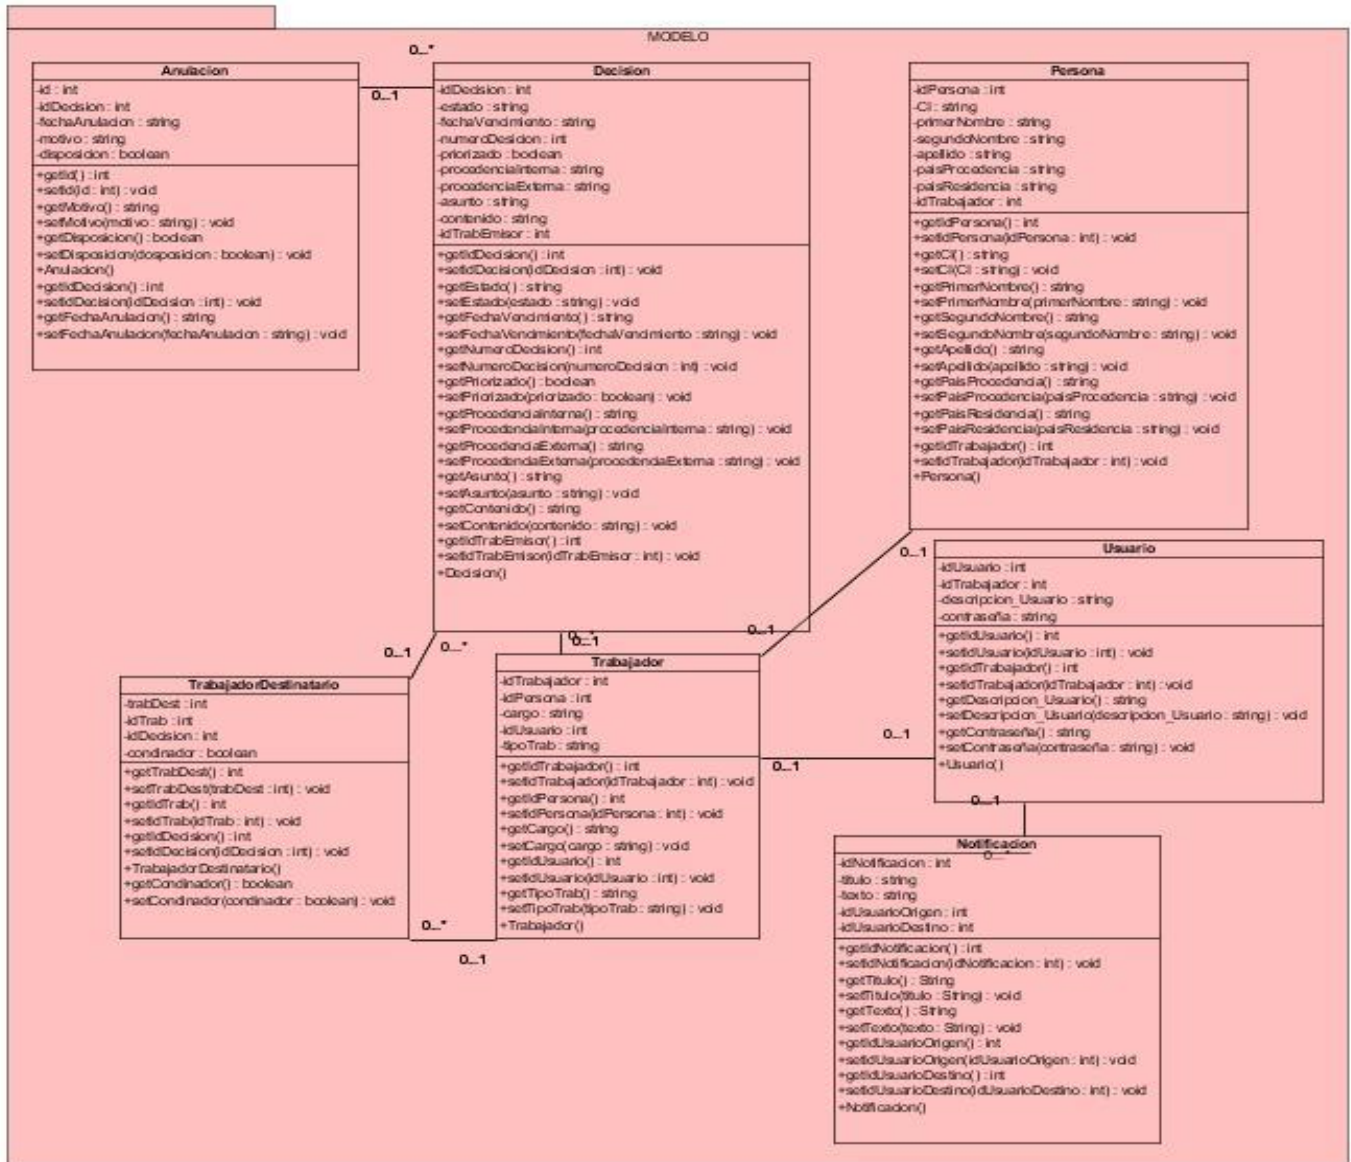 MODELO
0...*
0...1
Anulacion
-id : int
-idDecision : int
-fechaAnulacion : string
-motivo : string
-disposicion : boolean
+getId() : int
+setId(id : int) : void
+getMotivo() : string
+setMotivo(motivo : string) : void
+getDisposicion() : boolean
+setDisposicion(dosposicion : boolean) : void
+Anulacion()
+getIdDecision() : int
+setIdDecision(idDecision : int) : void
+getFechaAnulacion() : string
+setFechaAnulacion(fechaAnulacion : string) : void
Decision
-idDecision : int
-estado : string
-fechaVencimiento : string
-numeroDesicion : int
-priorizado : boolean
-procedenciaInterna : string
-procedenciaExterna : string
-asunto : string
-contenido : string
-idTrabEmisor : int
+getIdDecision() : int
+setIdDecision(idDecision : int) : void
+getEstado() : string
+setEstado(estado : string) : void
+getFechaVencimiento() : string
+setFechaVencimiento(fechaVencimiento : string) : void
+getNumeroDecision() : int
+setNumeroDecision(numeroDecision : int) : void
+getPriorizado() : boolean
+setPriorizado(priorizado : boolean) : void
+getProcedenciaInterna() : string
+setProcedenciaInterna(procedenciaInterna : string) : void
+getProcedenciaExterna() : string
+setProcedenciaExterna(procedenciaExterna : string) : void
+getAsunto() : string
+setAsunto(asunto : string) : void
+getContenido() : string
+setContenido(contenido : string) : void
+getIdTrabEmisor() : int
+setIdTrabEmisor(idTrabEmisor : int) : void
+Decision()
Persona
-idPersona : int
-CI : string
-primerNombre : string
-segundoNombre : string
-apellido : string
-paisProcedencia : string
-paisResidencia : string
-idTrabajador : int
+getIdPersona() : int
+setIdPersona(idPersona : int) : void
+getCI() : string
+setCI(CI : string) : void
+getPrimerNombre() : string
+setPrimerNombre(primerNombre : string) : void
+getSegundoNombre() : string
+setSegundoNombre(segundoNombre : string) : void
+getApellido() : string
+setApellido(apellido : string) : void
+getPaisProcedencia() : string
+setPaisProcedencia(paisProcedencia : string) : void
+getPaisResidencia() : string
+setPaisResidencia(paisResidencia : string) : void
+getIdTrabajador() : int
+setIdTrabajador(idTrabajador : int) : void
+Persona()
0...1
0...1
0...1
0...*
0...*
0...1
Usuario
-idUsuario : int
-idTrabajador : int
-descripcion_Usuario : string
-contraseña : string
+getIdUsuario() : int
+setIdUsuario(idUsuario : int) : void
+getIdTrabajador() : int
+setIdTrabajador(idTrabajador : int) : void
+getDescripcion_Usuario() : string
+setDescripcion_Usuario(descripcion_Usuario : string) : void
+getContraseña() : string
+setContraseña(contraseña : string) : void
+Usuario()
TrabajadorDestinatario
-trabDest : int
-idTrab : int
-idDecision : int
-condinador : boolean
+getTrabDest() : int
+setTrabDest(trabDest : int) : void
+getIdTrab() : int
+setIdTrab(idTrab : int) : void
+getIdDecision() : int
+setIdDecision(idDecision : int) : void
+TrabajadorDestinatario()
+getCondinador() : boolean
+setCondinador(condinador : boolean) : void
Trabajador
-idTrabajador : int
-idPersona : int
-cargo : string
-idUsuario : int
-tipoTrab : string
+getIdTrabajador() : int
+setIdTrabajador(idTrabajador : int) : void
+getIdPersona() : int
+setIdPersona(idPersona : int) : void
+getCargo() : string
+setCargo(cargo : string) : void
+getIdUsuario() : int
+setIdUsuario(idUsuario : int) : void
+getTipoTrab() : string
+setTipoTrab(tipoTrab : string) : void
+Trabajador()
0...1
0...1
0...*
0...1
0...1
0...*
Notificacion
-idNotificacion : int
-titulo : string
-texto : string
-idUsuarioOrigen : int
-idUsuarioDestino : int
+getIdNotificacion() : int
+setIdNotificacion(idNotificacion : int) : void
+getTitulo() : String
+setTitulo(titulo : String) : void
+getTexto() : String
+setTexto(texto : String) : void
+getIdUsuarioOrigen() : int
+setIdUsuarioOrigen(idUsuarioOrigen : int) : void
+getIdUsuarioDestino() : int
+setIdUsuarioDestino(idUsuarioDestino : int) : void
+Notificacion()